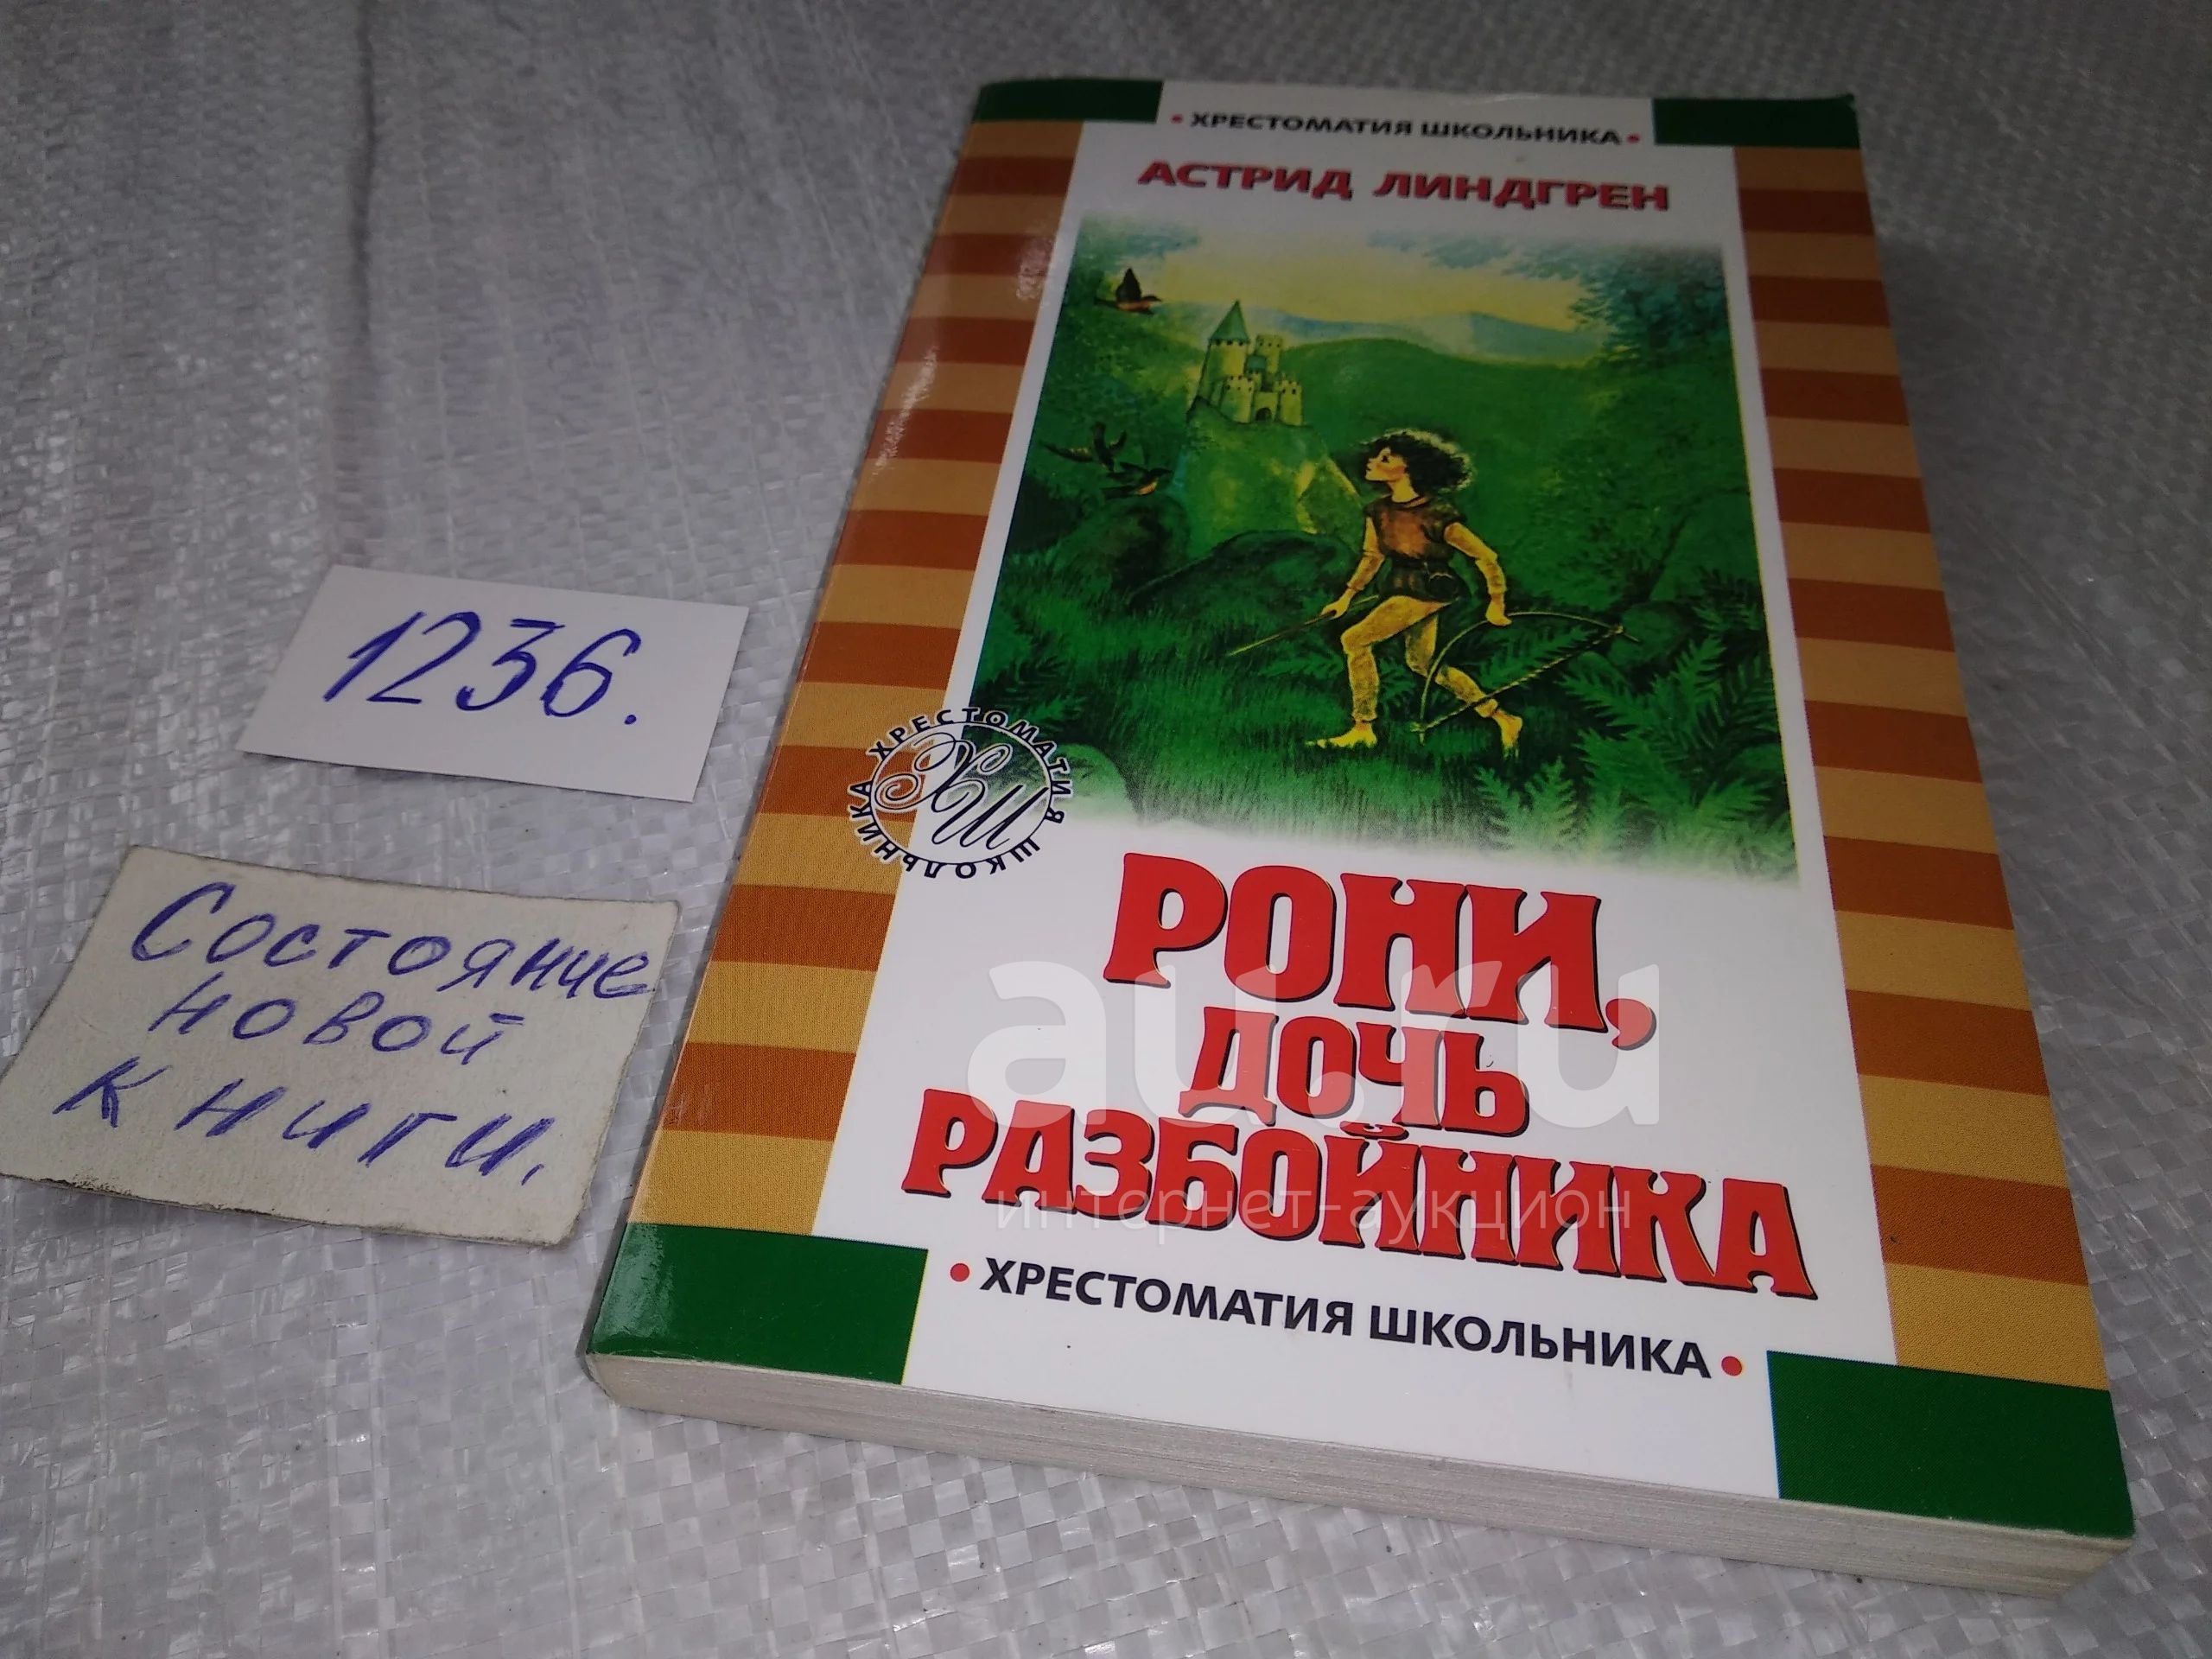 • ХРЕСТОМАТИЯ ШКОЛЬНИКА •
АСТРИД ЛИНДГРЕН
1236.
Состояние
новой
книги.
ХРЕСТОМАТИЯ ШКОЛЬНИКА
ХШ
РОНИ,
ДОЧЬ
РАЗБОЙНИКА
au.ru
интернет-аукцион
• ХРЕСТОМАТИЯ ШКОЛЬНИКА •